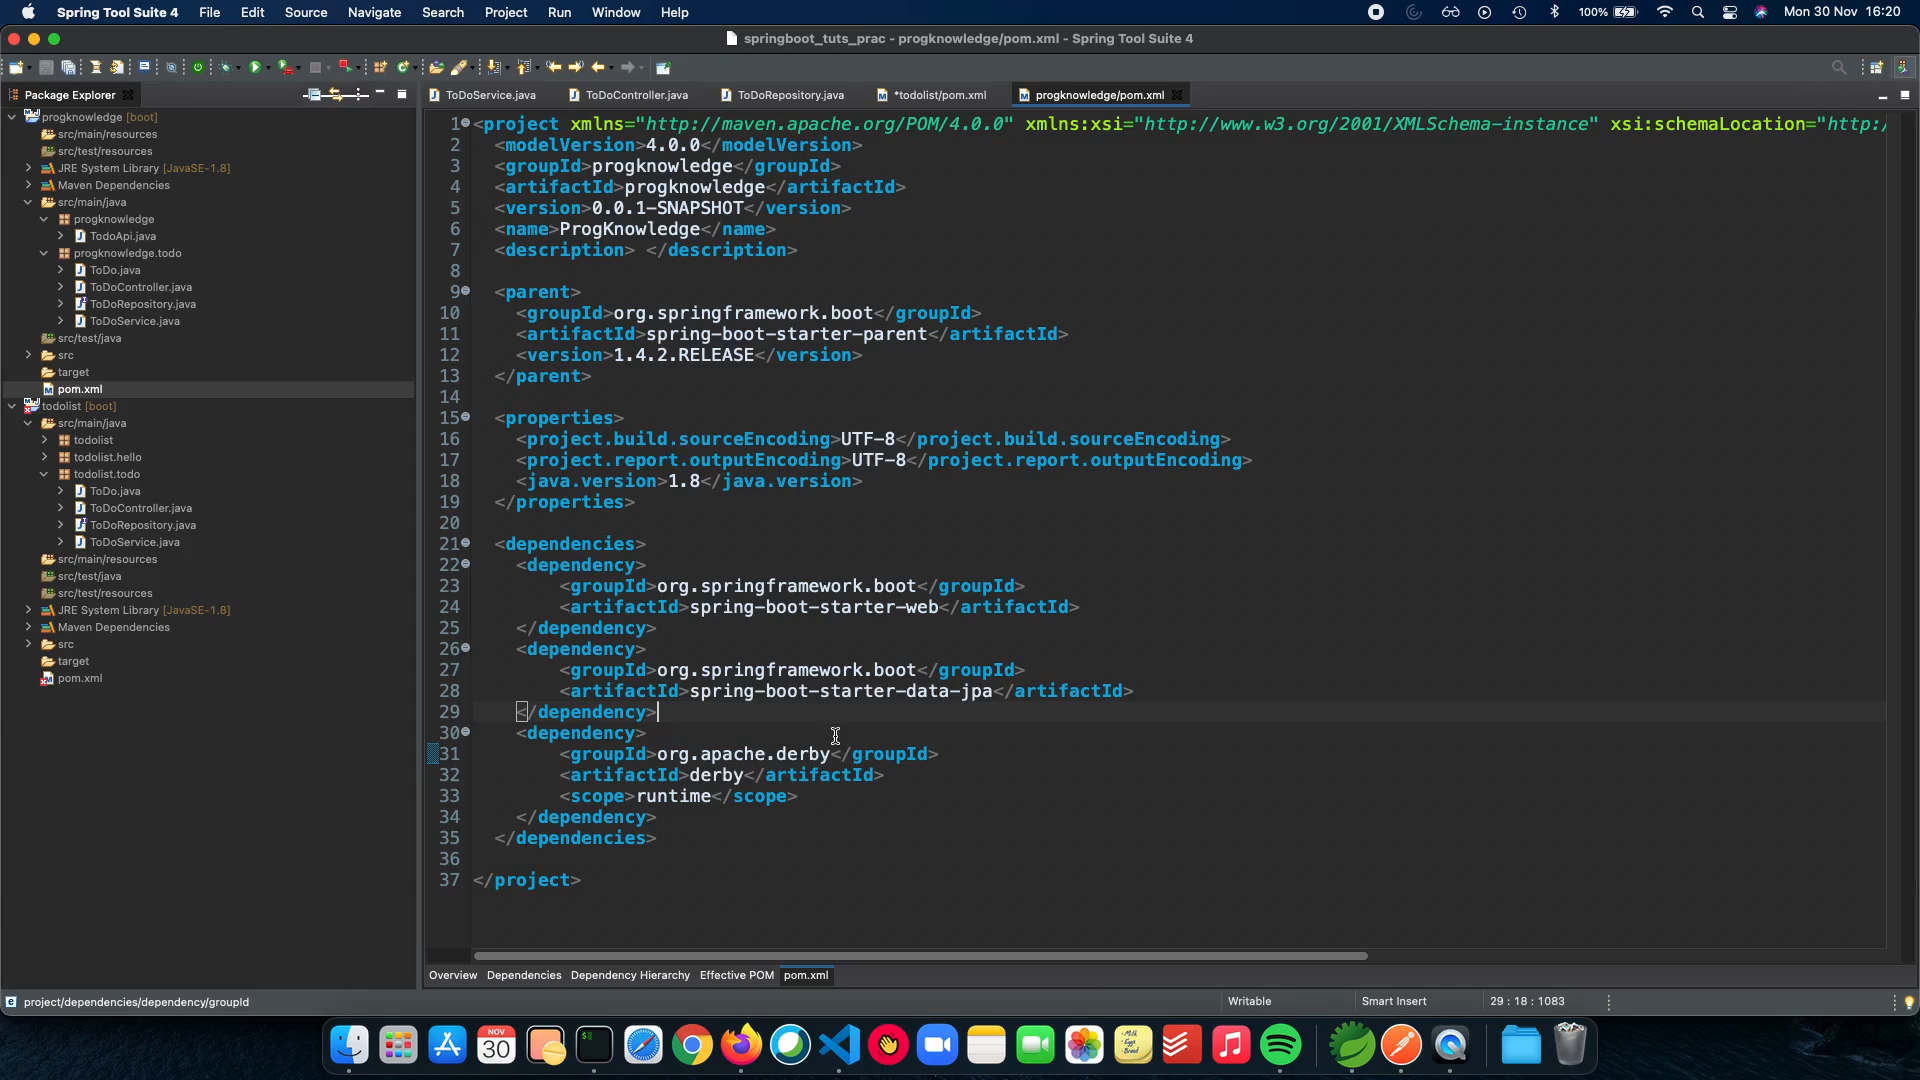 Spring Tool Suite 4 File Edit Source Navigate Search Project Run Window Help 100% Mon 30 Nov 16:20
springboot_tuts_prac - progknowledge/pom.xml - Spring Tool Suite 4
Package Explorer
ToDoService.java ToDoController.java ToDoRepository.java *todolist/pom.xml progknowledge/pom.xml
progknowledge [boot]
src/main/resources
src/test/resources
JRE System Library [JavaSE-1.8]
Maven Dependencies
src/main/java
progknowledge
TodoApi.java
progknowledge.todo
ToDo.java
ToDoController.java
ToDoRepository.java
ToDoService.java
src/test/java
src
target
pom.xml
todolist [boot]
src/main/java
todolist
todolist.hello
todolist.todo
ToDo.java
ToDoController.java
ToDoRepository.java
ToDoService.java
src/main/resources
src/test/java
src/test/resources
JRE System Library [JavaSE-1.8]
Maven Dependencies
src
target
pom.xml
1 <project xmlns="http://maven.apache.org/POM/4.0.0" xmlns:xsi="http://www.w3.org/2001/XMLSchema-instance" xsi:schemaLocation="http:/
2 <modelVersion>4.0.0</modelVersion>
3 <groupId>progknowledge</groupId>
4 <artifactId>progknowledge</artifactId>
5 <version>0.0.1-SNAPSHOT</version>
6 <name>ProgKnowledge</name>
7 <description> </description>
8
9 <parent>
10 <groupId>org.springframework.boot</groupId>
11 <artifactId>spring-boot-starter-parent</artifactId>
12 <version>1.4.2.RELEASE</version>
13 </parent>
14
15 <properties>
16 <project.build.sourceEncoding>UTF-8</project.build.sourceEncoding>
17 <project.report.outputEncoding>UTF-8</project.report.outputEncoding>
18 <java.version>1.8</java.version>
19 </properties>
20
21 <dependencies>
22 <dependency>
23 <groupId>org.springframework.boot</groupId>
24 <artifactId>spring-boot-starter-web</artifactId>
25 </dependency>
26 <dependency>
27 <groupId>org.springframework.boot</groupId>
28 <artifactId>spring-boot-starter-data-jpa</artifactId>
29 </dependency>
30 <dependency>
31 <groupId>org.apache.derby</groupId>
32 <artifactId>derby</artifactId>
33 <scope>runtime</scope>
34 </dependency>
35 </dependencies>
36
37 </project>
Overview Dependencies Dependency Hierarchy Effective POM pom.xml
project/dependencies/dependency/groupId Writable Smart Insert 29 : 18 : 1083
NOV
30